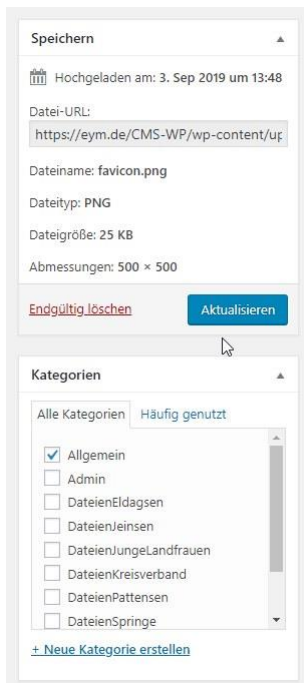 Speichern
Hochgeladen am: 3. Sep 2019 um 13:48
Datei-URL:
https://eym.de/CMS-WP/wp-content/up
Dateiname: favicon.png
Dateityp: PNG
Dateigröße: 25 KB
Abmessungen: 500 × 500
Endgültig löschen Aktualisieren
Kategorien
Alle Kategorien Häufig genutzt
Allgemein
Admin
DateienEldagsen
DateienJeinsen
DateienJungeLandfrauen
DateienKreisverband
DateienPattensen
DateienSpringe
+ Neue Kategorie erstellen